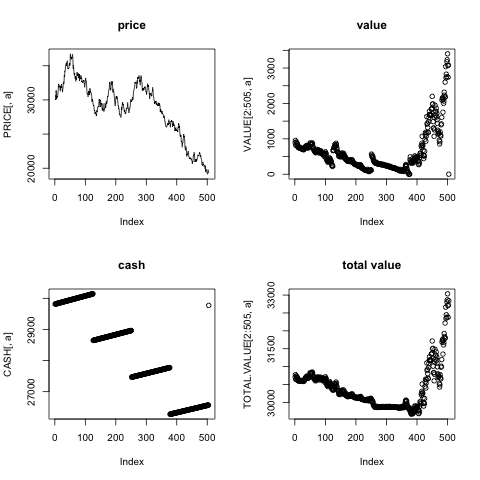 price
PRICE[, a]
20000
30000
0 100 200 300 400 500
Index
value
VALUE[2:505, a]
0
1000
2000
3000
0 100 200 300 400 500
Index
cash
CASH[, a]
27000
29000
0 100 200 300 400 500
Index
total value
TOTAL.VALUE[2:505, a]
30000
31500
33000
0 100 200 300 400 500
Index